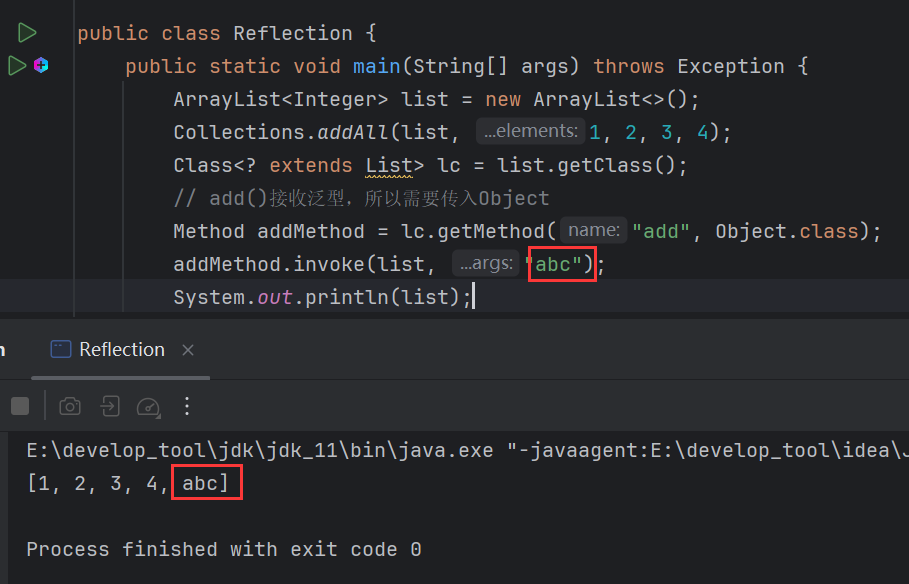 public class Reflection {
public static void main(String[] args) throws Exception {
ArrayList<Integer> list = new ArrayList<>();
Collections.addAll(list, ...elements: 1, 2, 3, 4);
Class<? extends List> lc = list.getClass();
// add()接收泛型，所以需要传入Object
Method addMethod = lc.getMethod( name: "add", Object.class);
addMethod.invoke(list, ...args: "abc");
System.out.println(list);
n
Reflection ×
E:\develop_tool\jdk\jdk_11\bin\java.exe "-javaagent:E:\develop_tool\idea\J
[1, 2, 3, 4, abc]
Process finished with exit code 0